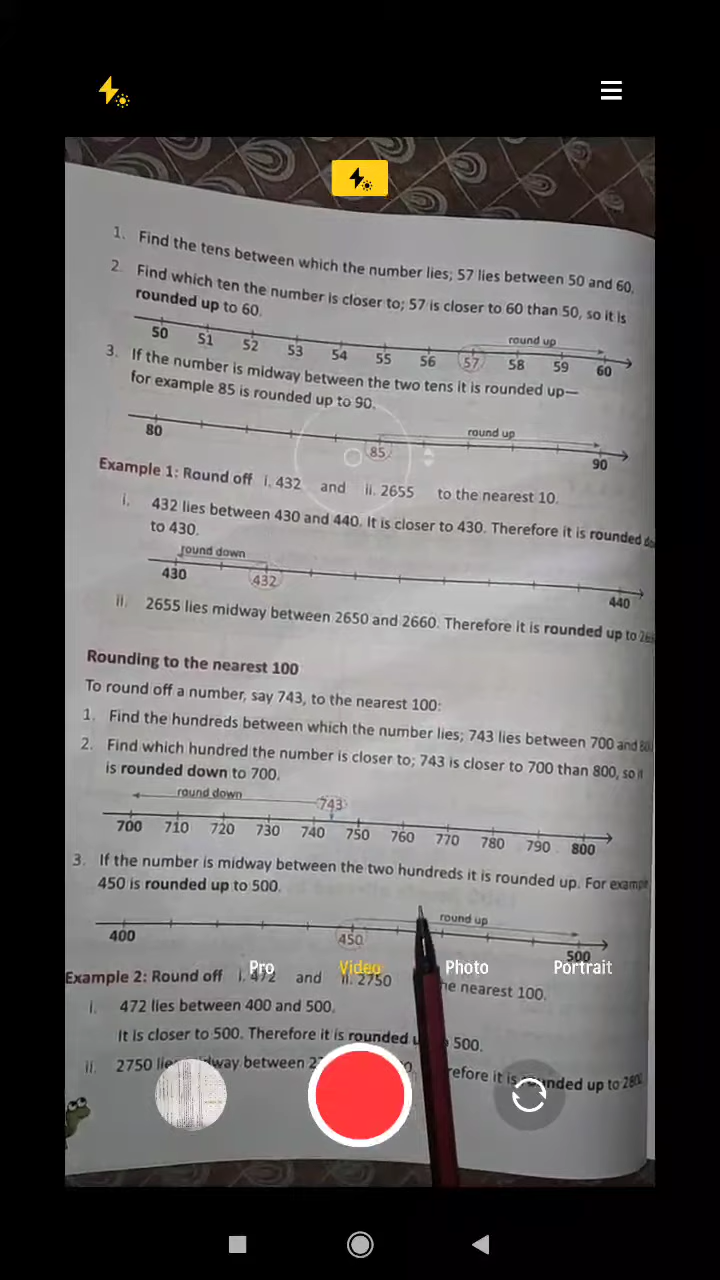 1. Find the tens between which the number lies; 57 lies between 50 and 60.
2. Find which ten the number is closer to; 57 is closer to 60 than 50, so it is
rounded up to 60.
round up
50 51 52 53 54 55 56 57 58 59 60
3. If the number is midway between the two tens it is rounded up—
for example 85 is rounded up to 90.
round up
80 85 90
Example 1: Round off i. 432 and ii. 2655 to the nearest 10.
i. 432 lies between 430 and 440. It is closer to 430. Therefore it is rounded
to 430.
round down
430 432 440
ii. 2655 lies midway between 2650 and 2660. Therefore it is rounded up to
Rounding to the nearest 100
To round off a number, say 743, to the nearest 100:
1. Find the hundreds between which the number lies; 743 lies between 700 and
2. Find which hundred the number is closer to; 743 is closer to 700 than 800, so it
is rounded down to 700.
round down 743
700 710 720 730 740 750 760 770 780 790 800
3. If the number is midway between the two hundreds it is rounded up. For
450 is rounded up to 500.
round up
400 450 500
Pro Video Photo Portrait
Example 2: Round off i. 472 and ii. 2750 nearest 100.
i. 472 lies between 400 and 500.
It is closer to 500. Therefore it is rounded 500.
ii. 2750 between it is up to 2800